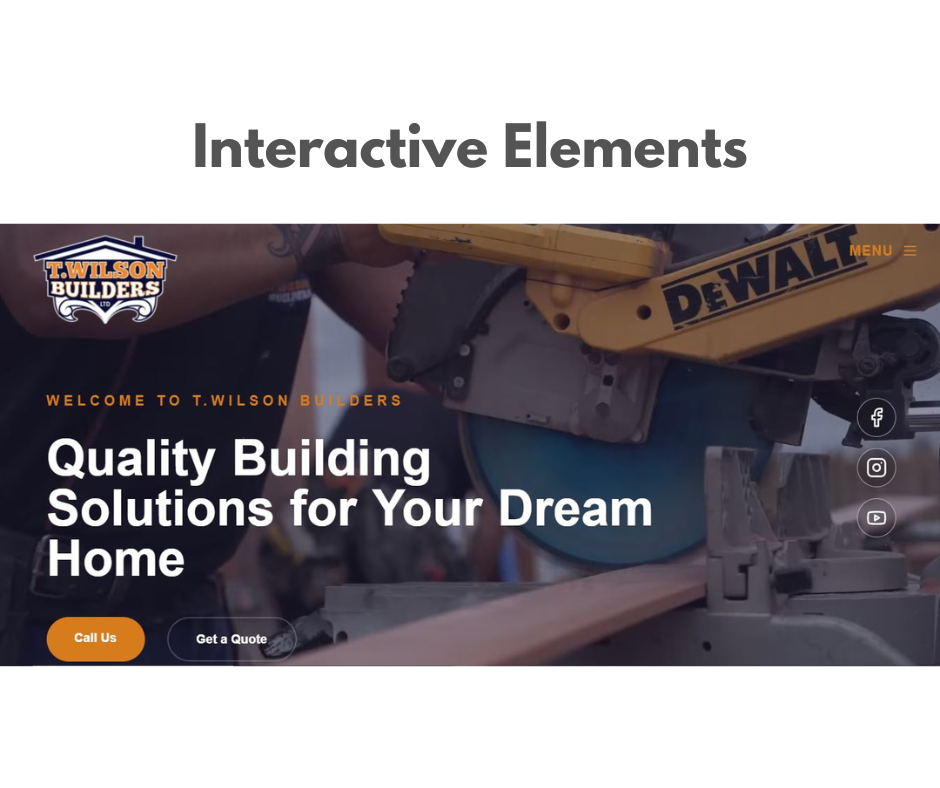 Interactive Elements
T.WILSON
BUILDERS
LTD
MENU
DEWALT
WELCOME TO T.WILSON BUILDERS
Quality Building
Solutions for Your Dream
Home
Call Us
Get a Quote